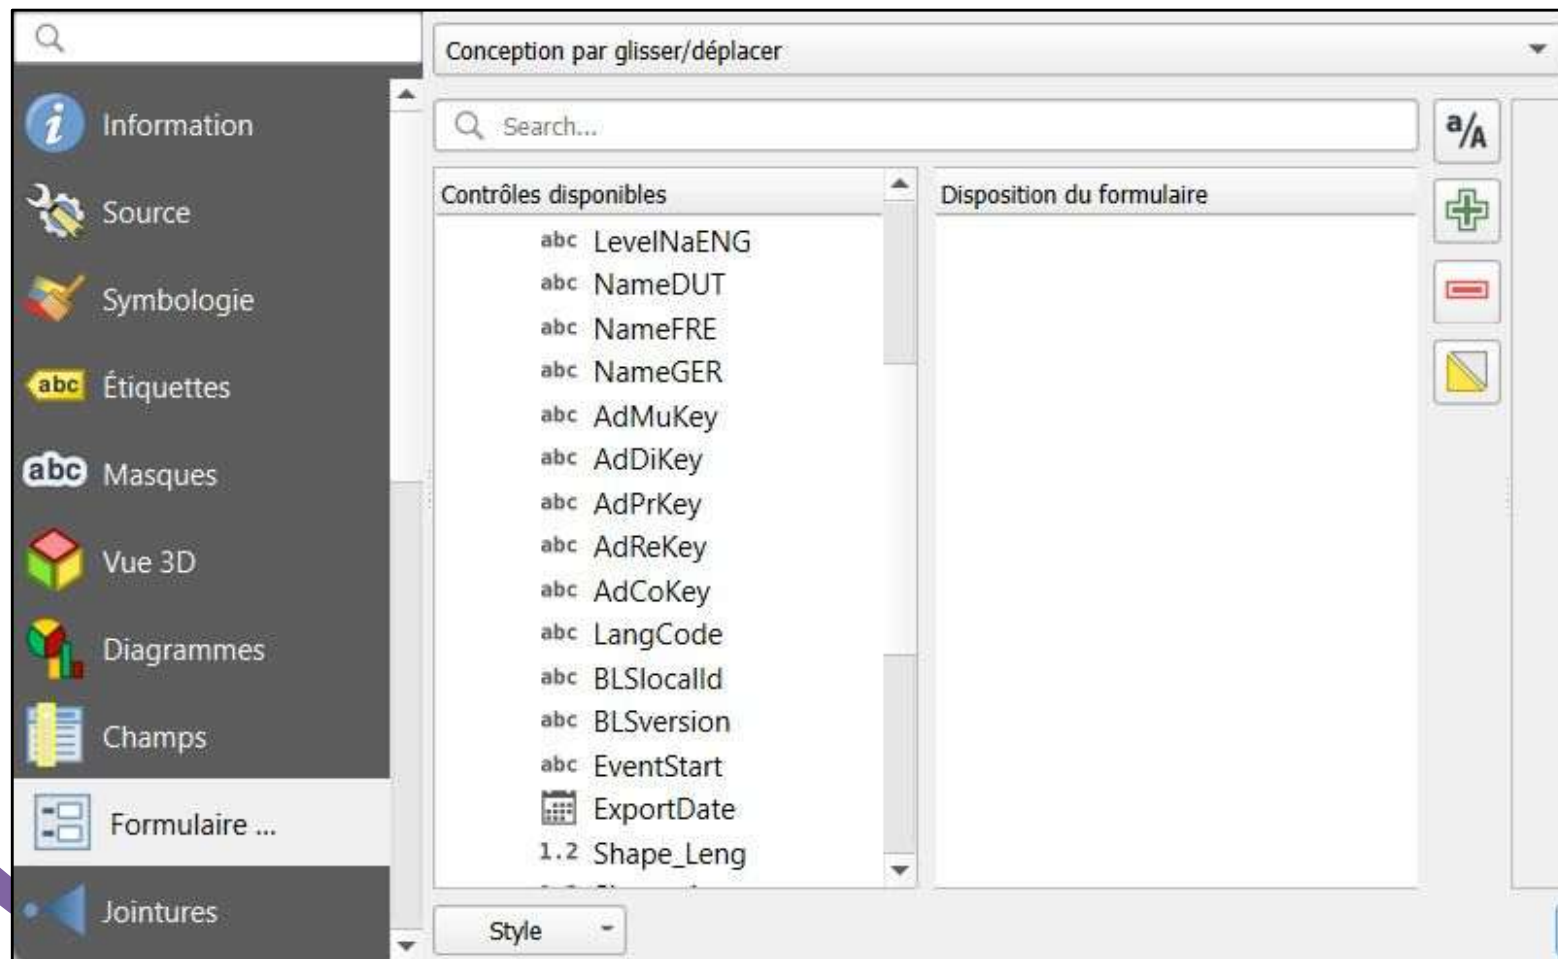 Conception par glisser/déplacer
Information
Source
Symbologie
abc Étiquettes
abc Masques
Vue 3D
Diagrammes
Champs
Formulaire ...
Jointures
Search...
a/A
Contrôles disponibles
abc LevelNaENG
abc NameDUT
abc NameFRE
abc NameGER
abc AdMuKey
abc AdDiKey
abc AdPrKey
abc AdReKey
abc AdCoKey
abc LangCode
abc BLSlocalId
abc BLSversion
abc EventStart
ExportDate
1.2 Shape_Leng
Disposition du formulaire
Style